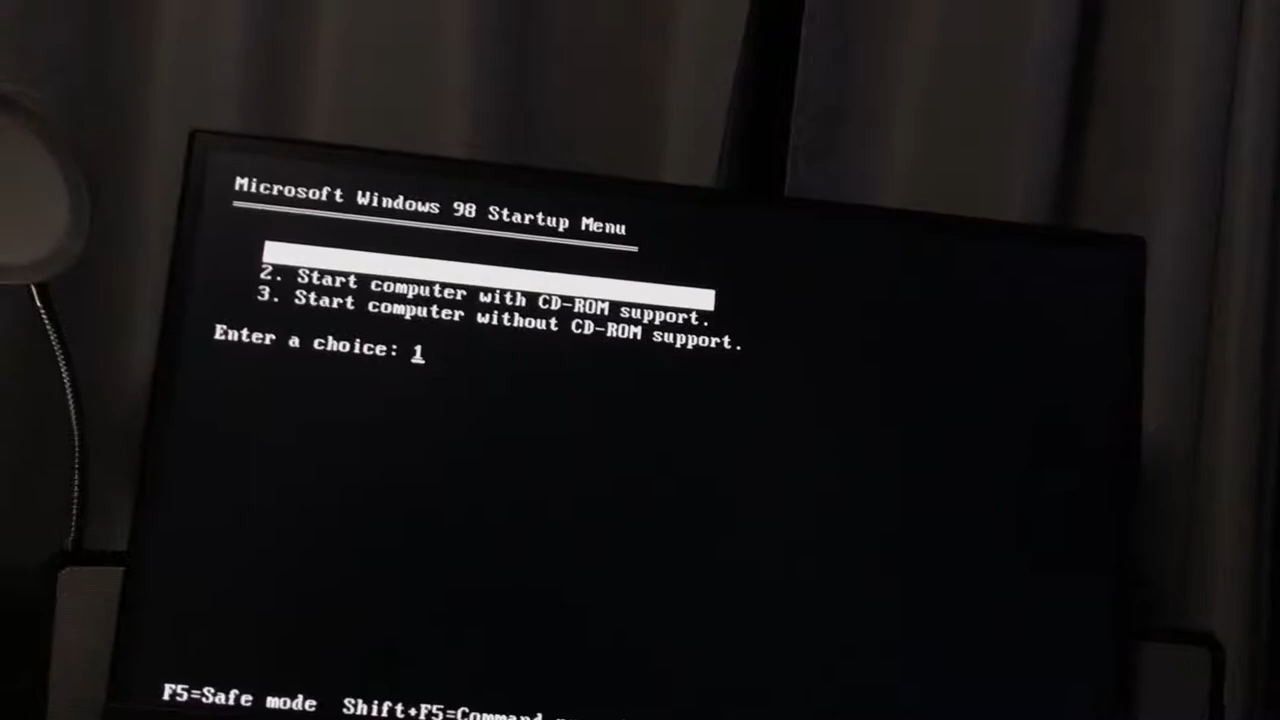 Microsoft Windows 98 Startup Menu
2. Start computer with CD-ROM support.
3. Start computer without CD-ROM support.
Enter a choice: 1
F5=Safe mode Shift+F5=Command